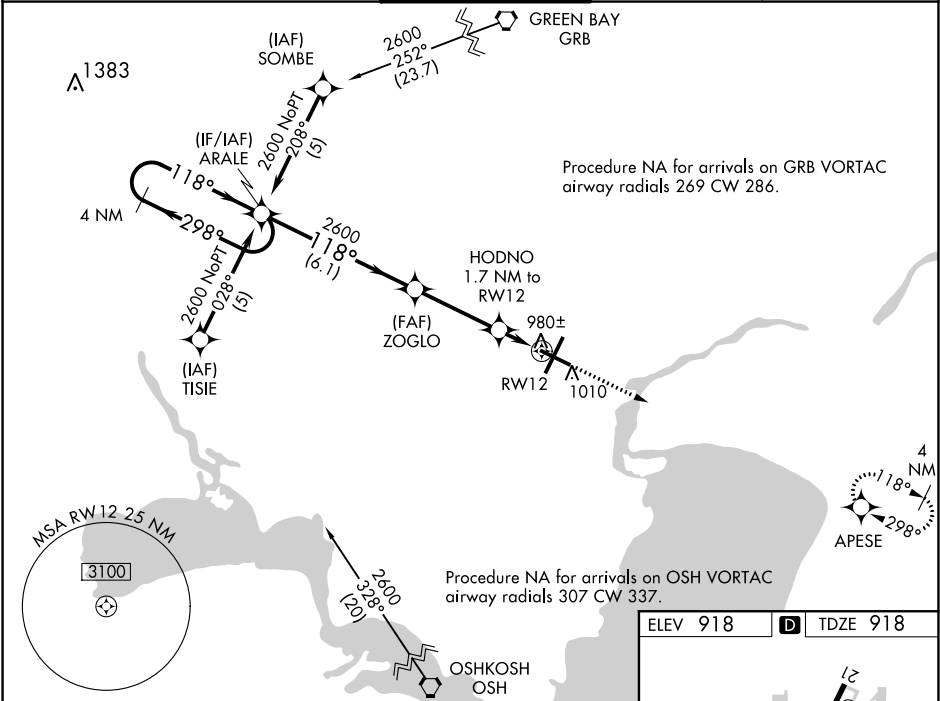 GREEN BAY
GRB
2600
252°
(23.7)
(IAF)
SOMBE
1383
2600 NoPT
208°
(5)
(IF/IAF)
ARALE
118°
4 NM
298°
2600 NoPT
028°
(5)
(IAF)
TISIE
2600
118°
(6.1)
Procedure NA for arrivals on GRB VORTAC
airway radials 269 CW 286.
HODNO
1.7 NM to
RW12
(FAF)
ZOGLO
980±
RW12
1010
4
NM
118°
298°
APESE
MSA RW12 25 NM
3100
2600
328°
(20)
Procedure NA for arrivals on OSH VORTAC
airway radials 307 CW 337.
OSHKOSH
OSH
ELEV 918 D TDZE 918
21